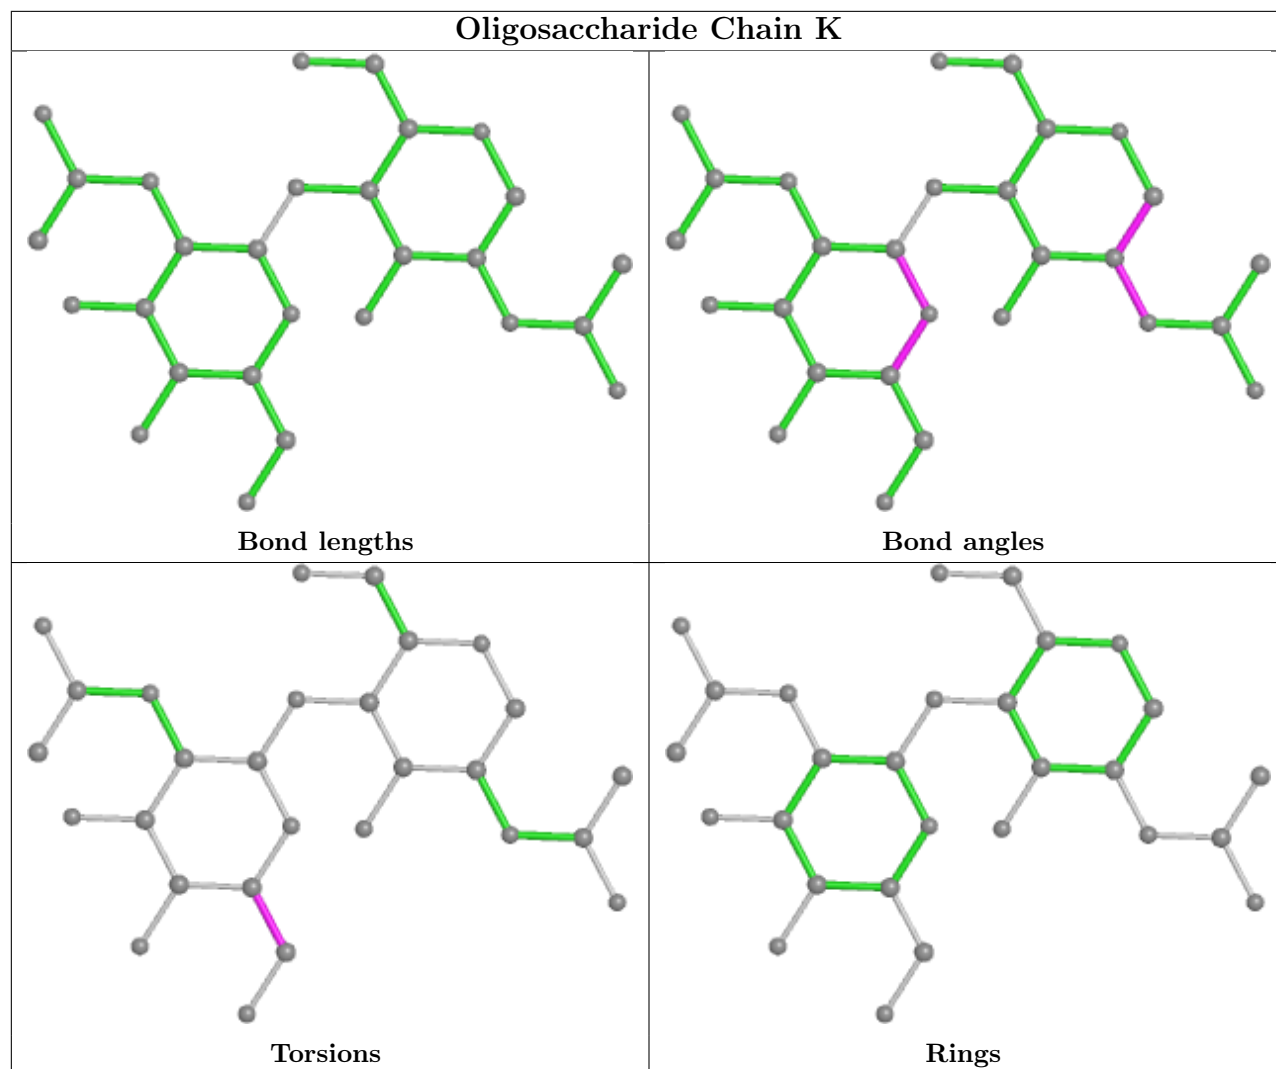 Oligosaccharide Chain K
Bond lengths
Bond angles
Torsions
Rings